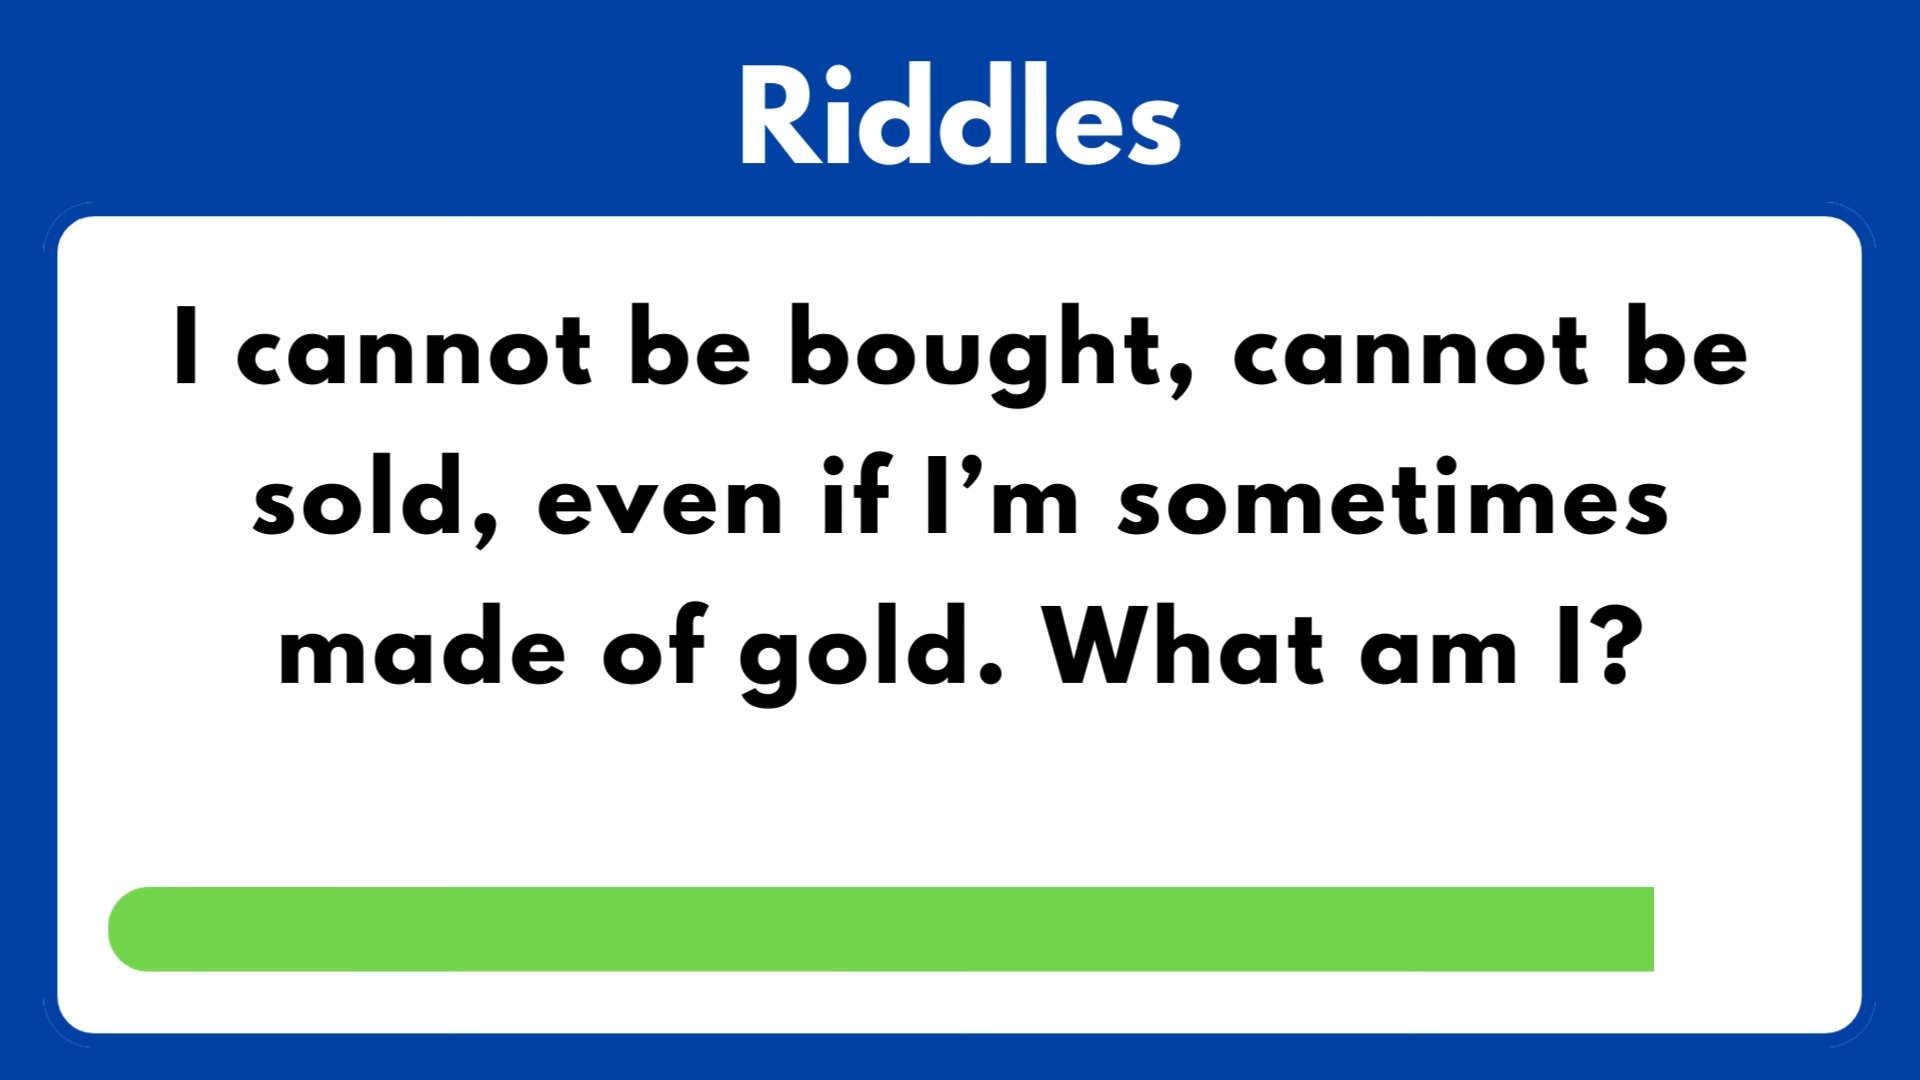 Riddles
I cannot be bought, cannot be
sold, even if I’m sometimes
made of gold. What am I?